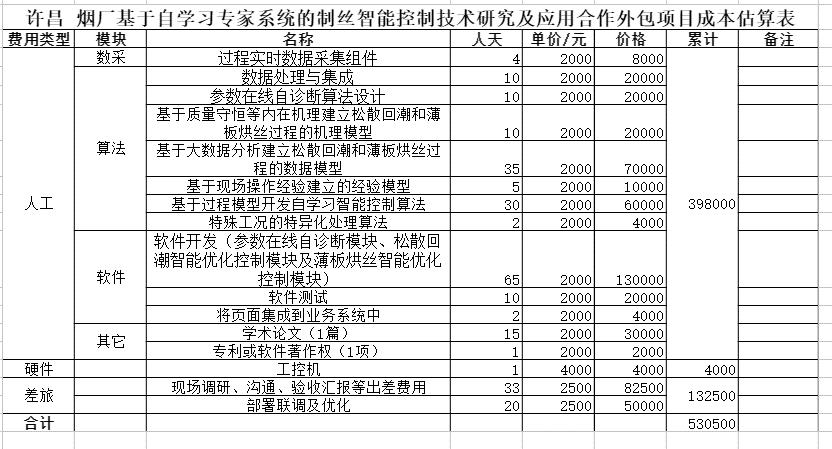 许昌 烟厂基于自学习专家系统的制丝智能控制技术研究及应用合作外包项目成本估算表
费用类型 模块 名称 人天 单价/元 价格 累计 备注
数采 过程实时数据采集组件 4 2000 8000
数据处理与集成 10 2000 20000
参数在线自诊断算法设计 10 2000 20000
基于质量守恒等内在机理建立松散回潮和薄
板烘丝过程的机理模型 10 2000 20000
算法
基于大数据分析建立松散回潮和薄板烘丝过
程的数据模型 35 2000 70000
基于现场操作经验建立的经验模型 5 2000 10000
人工 基于过程模型开发自学习智能控制算法 30 2000 60000 398000
特殊工况的特异化处理算法 2 2000 4000
软件开发（参数在线自诊断模块、松散回
潮智能优化控制模块及薄板烘丝智能优化
软件 控制模块） 65 2000 130000
软件测试 10 2000 20000
将页面集成到业务系统中 2 2000 4000
其它 学术论文（1篇） 15 2000 30000
专利或软件著作权（1项） 1 2000 2000
硬件 工控机 1 4000 4000 4000
差旅 现场调研、沟通、验收汇报等出差费用 33 2500 82500 132500
部署联调及优化 20 2500 50000
合计 530500